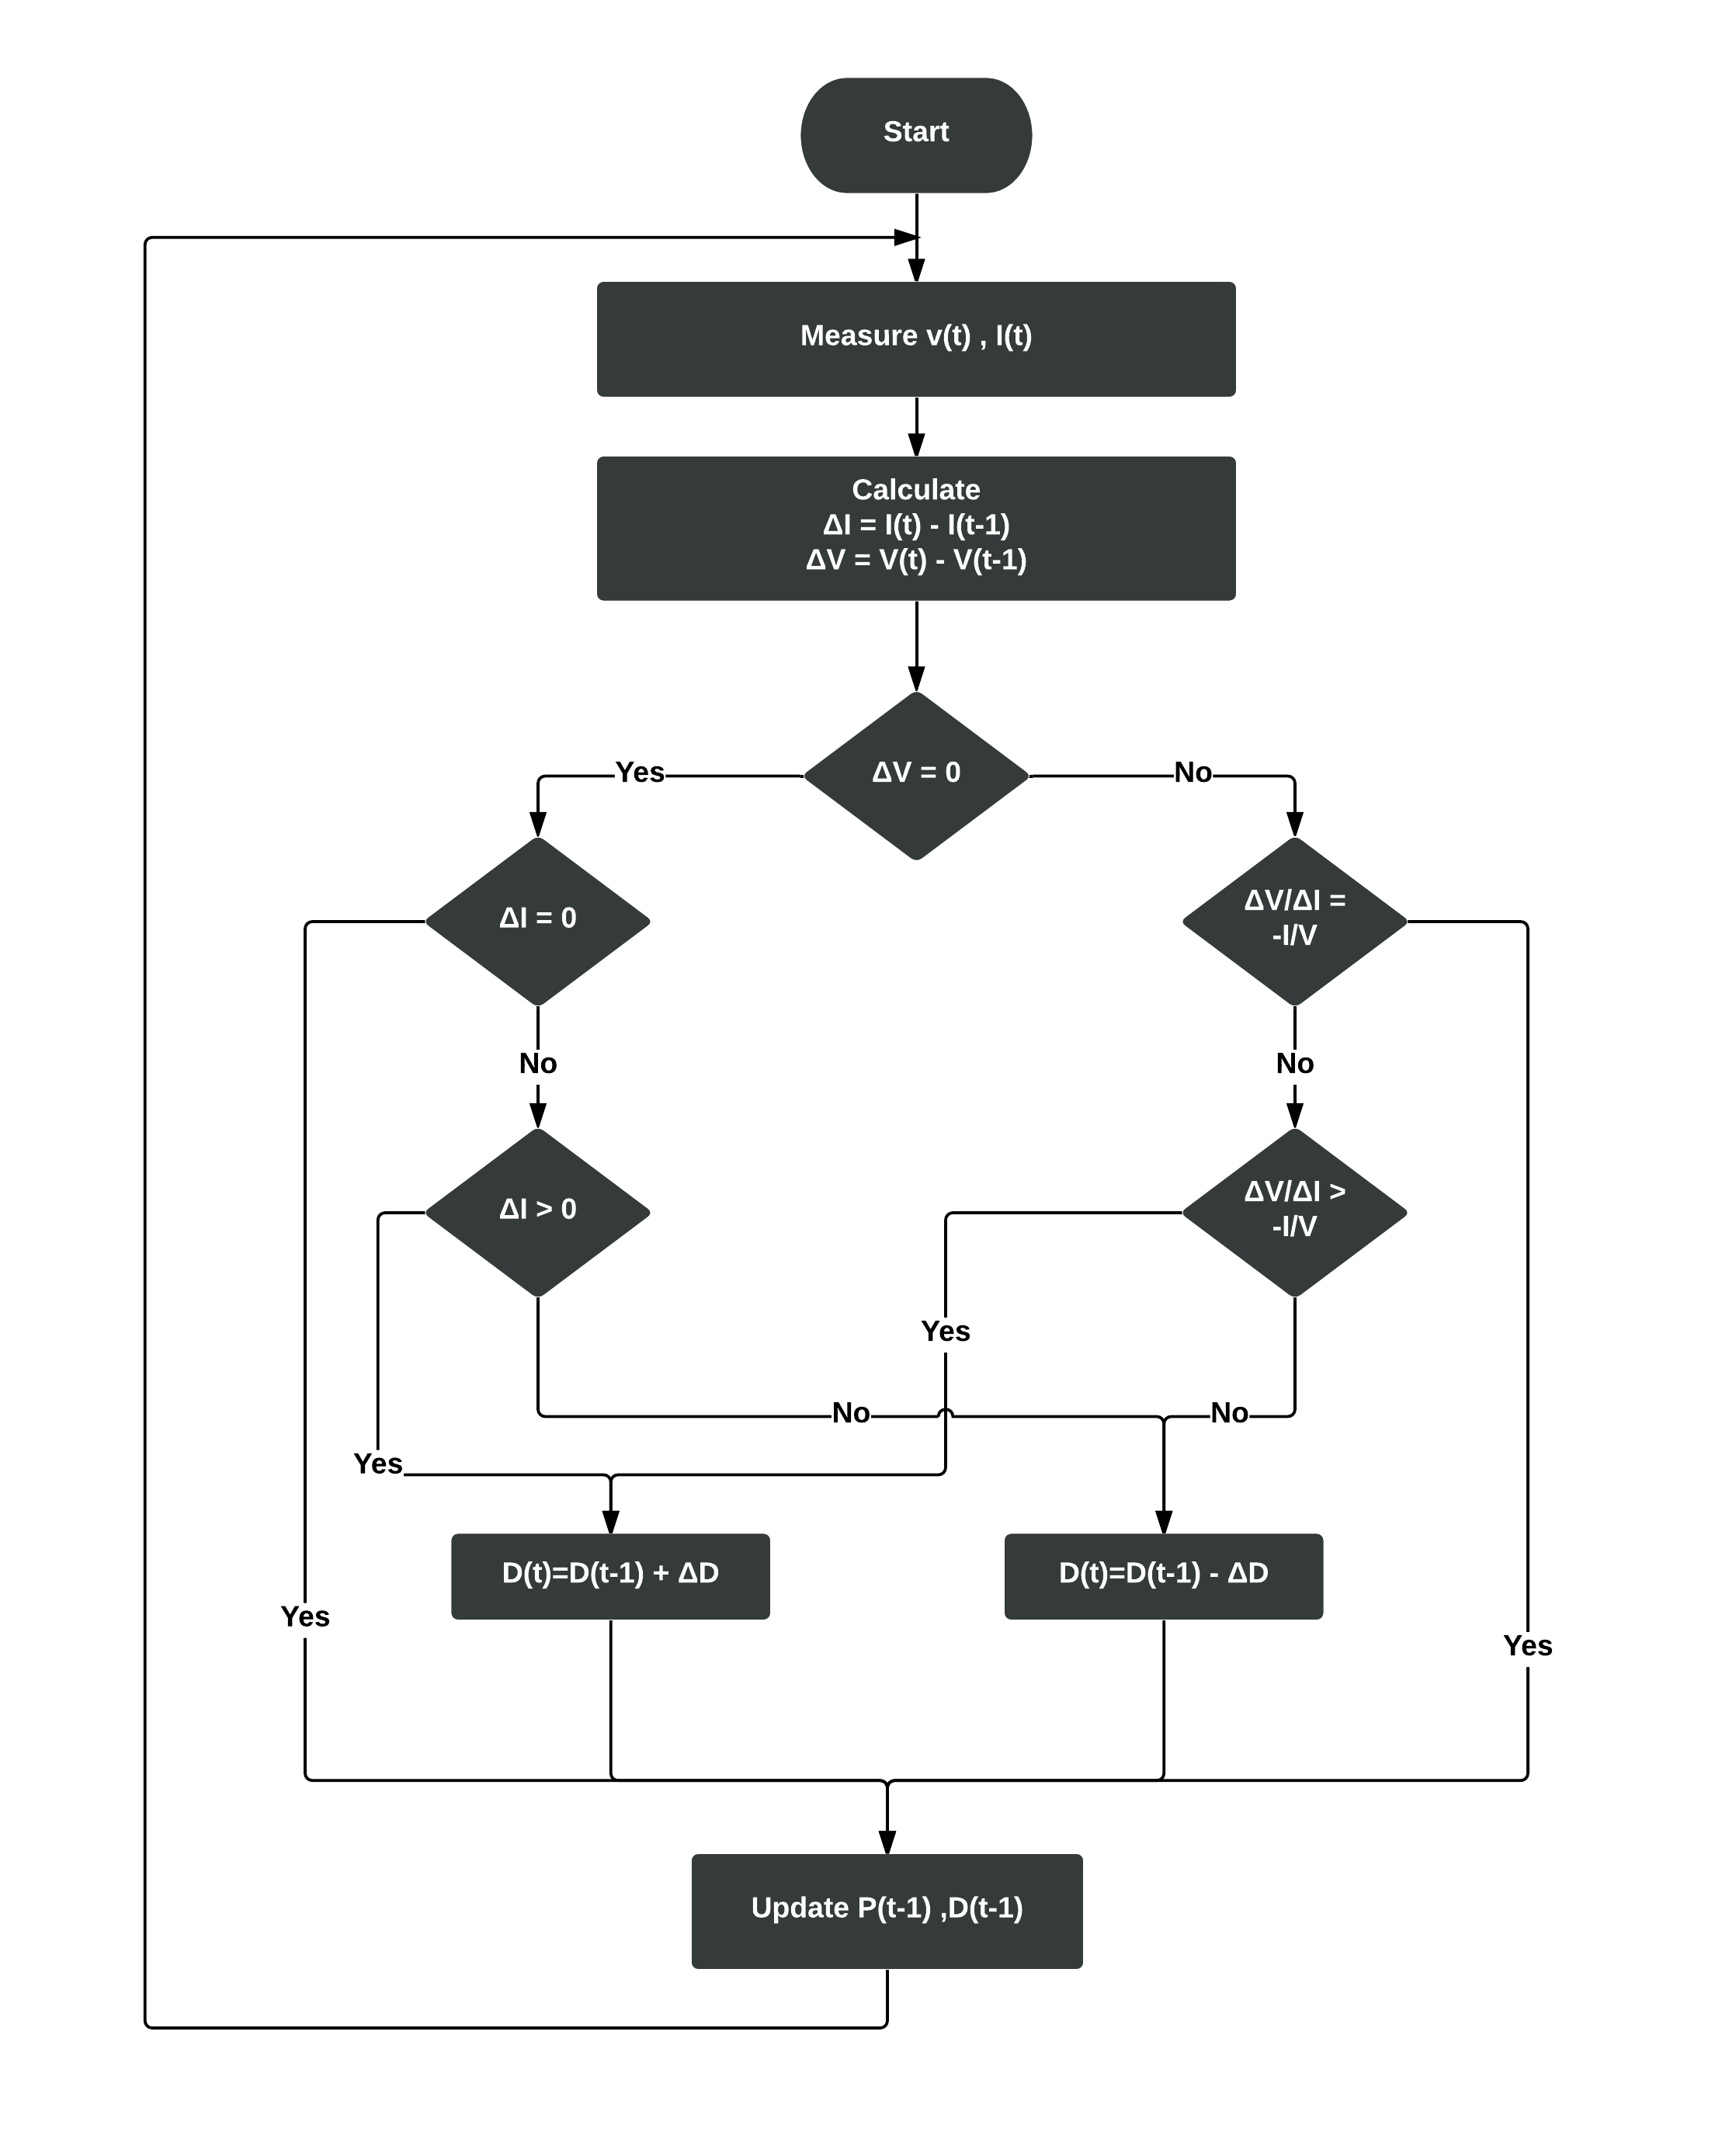 Start
Measure v(t) , I(t)
Calculate
ΔI = I(t) - I(t-1)
ΔV = V(t) - V(t-1)
ΔV = 0
Yes
No
ΔI = 0
ΔV/ΔI =
-I/V
No
No
ΔI > 0
ΔV/ΔI >
-I/V
Yes
No
No
Yes
D(t)=D(t-1) + ΔD
D(t)=D(t-1) - ΔD
Yes
Yes
Update P(t-1) ,D(t-1)